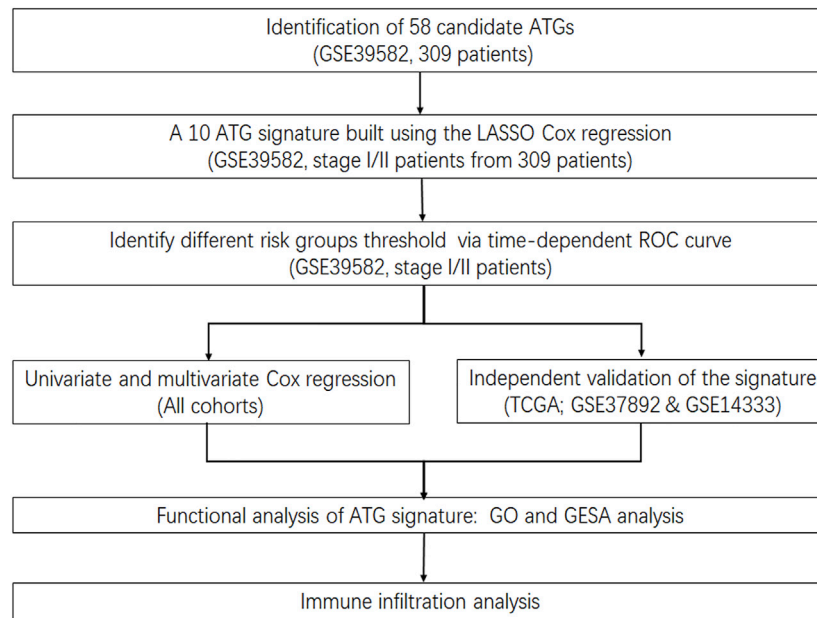 Identification of 58 candidate ATGs
(GSE39582, 309 patients)
A 10 ATG signature built using the LASSO Cox regression
(GSE39582, stage I/II patients from 309 patients)
Identify different risk groups threshold via time-dependent ROC curve
(GSE39582, stage I/II patients)
Univariate and multivariate Cox regression
(All cohorts)
Independent validation of the signature
(TCGA; GSE37892 & GSE14333)
Functional analysis of ATG signature: GO and GESA analysis
Immune infiltration analysis